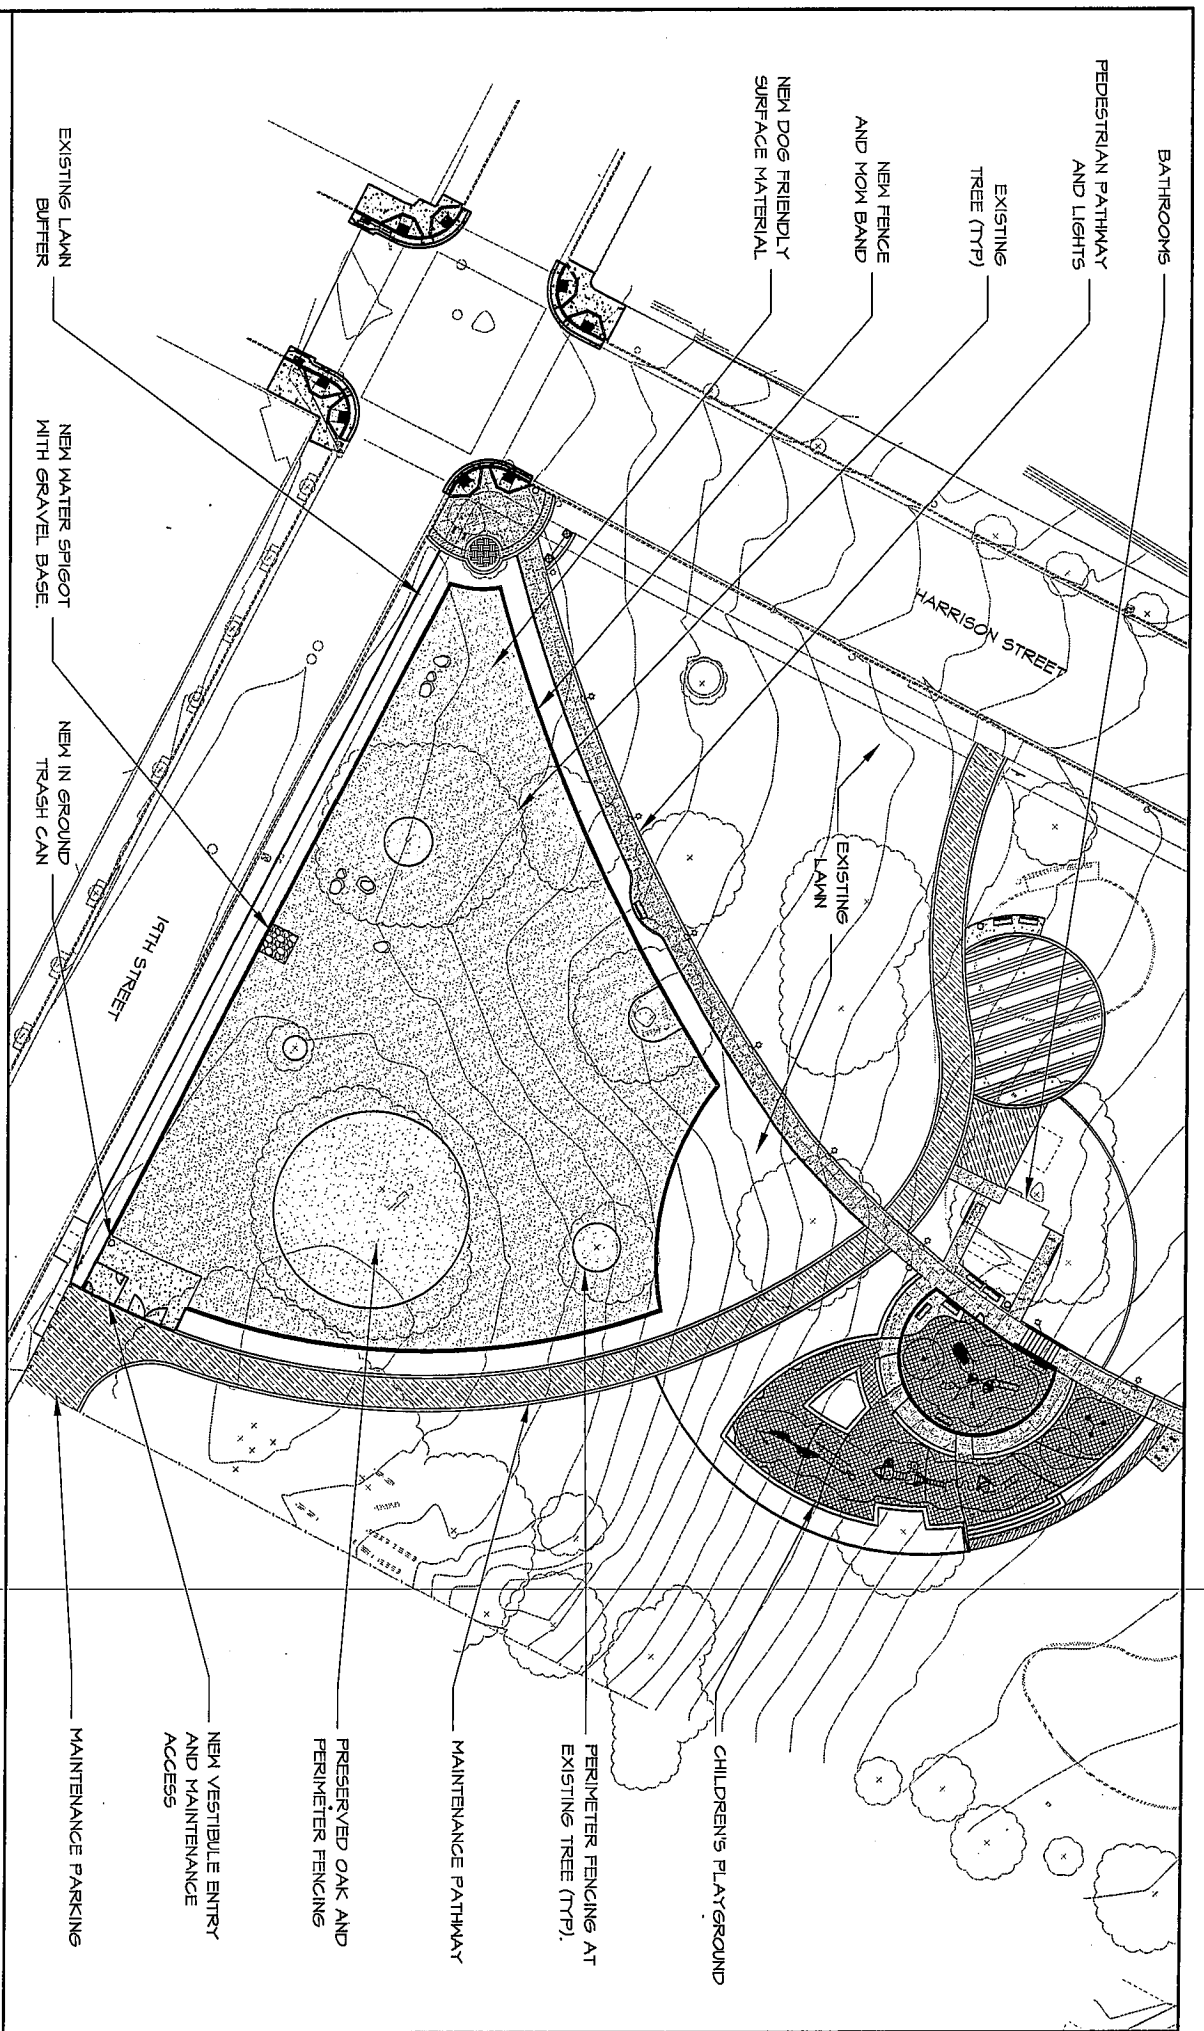 BATHROOMS
PEDESTRIAN PATHWAY
AND LIGHTS
EXISTING
TREE (TYP)
NEW FENCE
AND MOW BAND
NEW DOG FRIENDLY
SURFACE MATERIAL
EXISTING LAWN
BUFFER
NEW WATER SPIGOT
WITH GRAVEL BASE.
NEW IN GROUND
TRASH CAN
HARRISON STREET
EXISTING
LAWN
19TH STREET
CHILDREN'S PLAYGROUND
PERIMETER FENCING AT
EXISTING TREE (TYP).
MAINTENANCE PATHWAY
PRESERVED OAK AND
PERIMETER FENCING
NEW VESTIBULE ENTRY
AND MAINTENANCE
ACCESS
MAINTENANCE PARKING